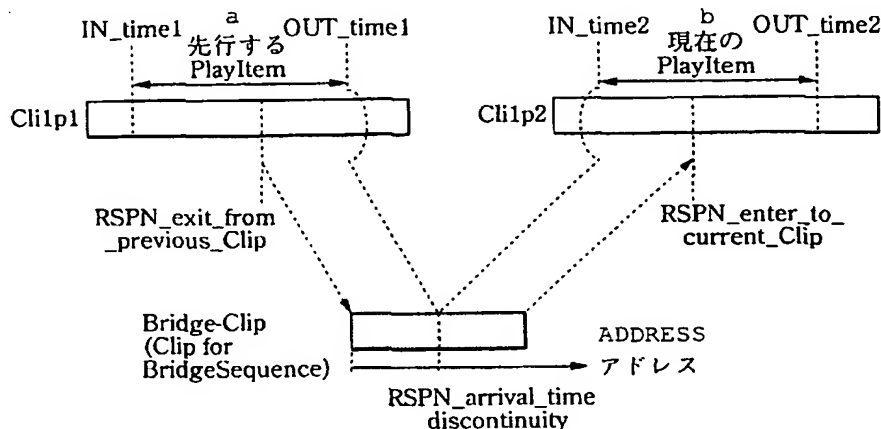 a
IN_time1
先行する
OUT_time1
PlayItem
b
IN_time2
現在の
OUT_time2
PlayItem
Cli1p1
Cli1p2
RSPN_exit_from
_previous_Clip
RSPN_enter_to_
current_Clip
Bridge-Clip
(Clip for
BridgeSequence)
ADDRESS
アドレス
RSPN_arrival_time
discontinuity